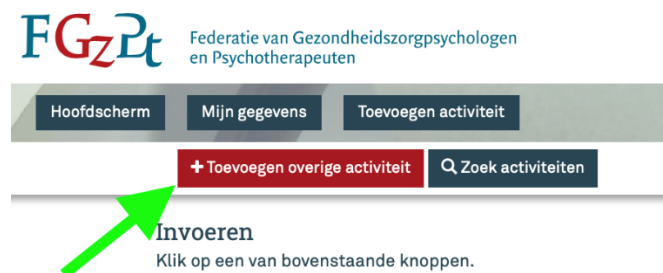 FGzPt
Federatie van Gezondheidszorgpsychologen
en Psychotherapeuten
Hoofdscherm Mijn gegevens Toevoegen activiteit
+ Toevoegen overige activiteit Zoek activiteiten
Invoeren
Klik op een van bovenstaande knoppen.